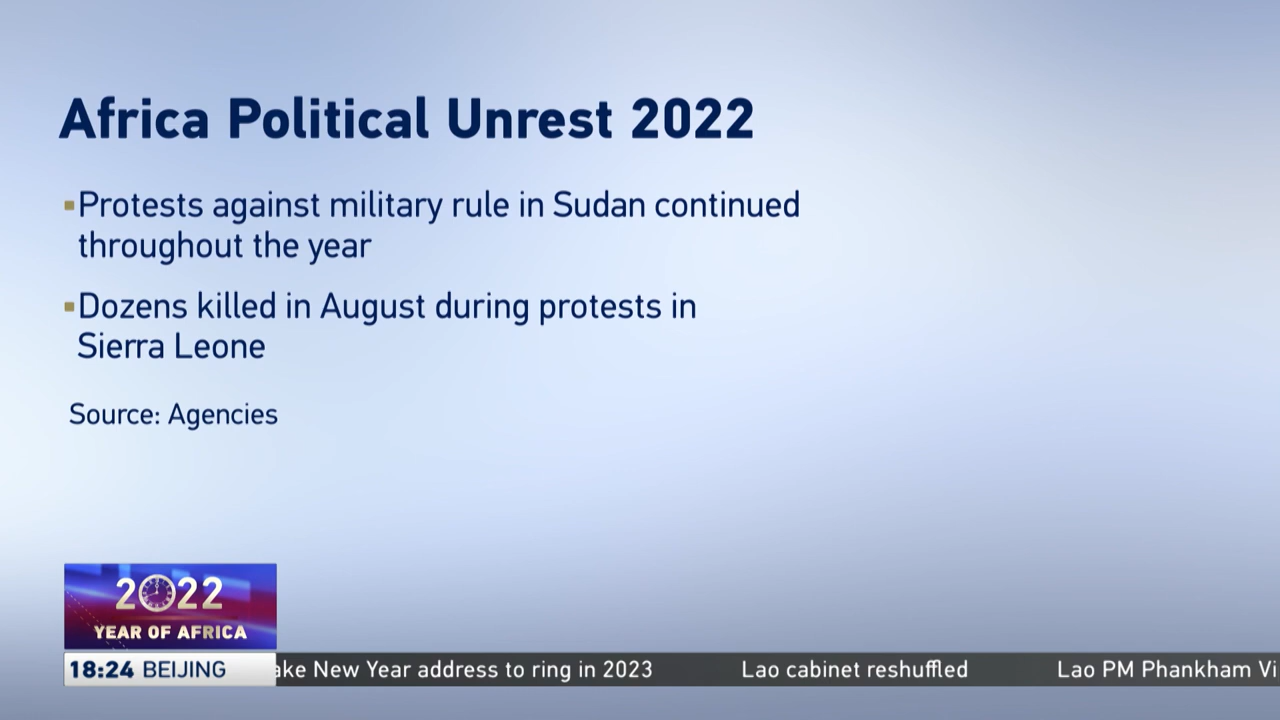 Africa Political Unrest 2022
▪Protests against military rule in Sudan continued
throughout the year
▪Dozens killed in August during protests in
Sierra Leone
Source: Agencies
2022
YEAR OF AFRICA
18:24 BEIJING
ake New Year address to ring in 2023 Lao cabinet reshuffled Lao PM Phankham Vi